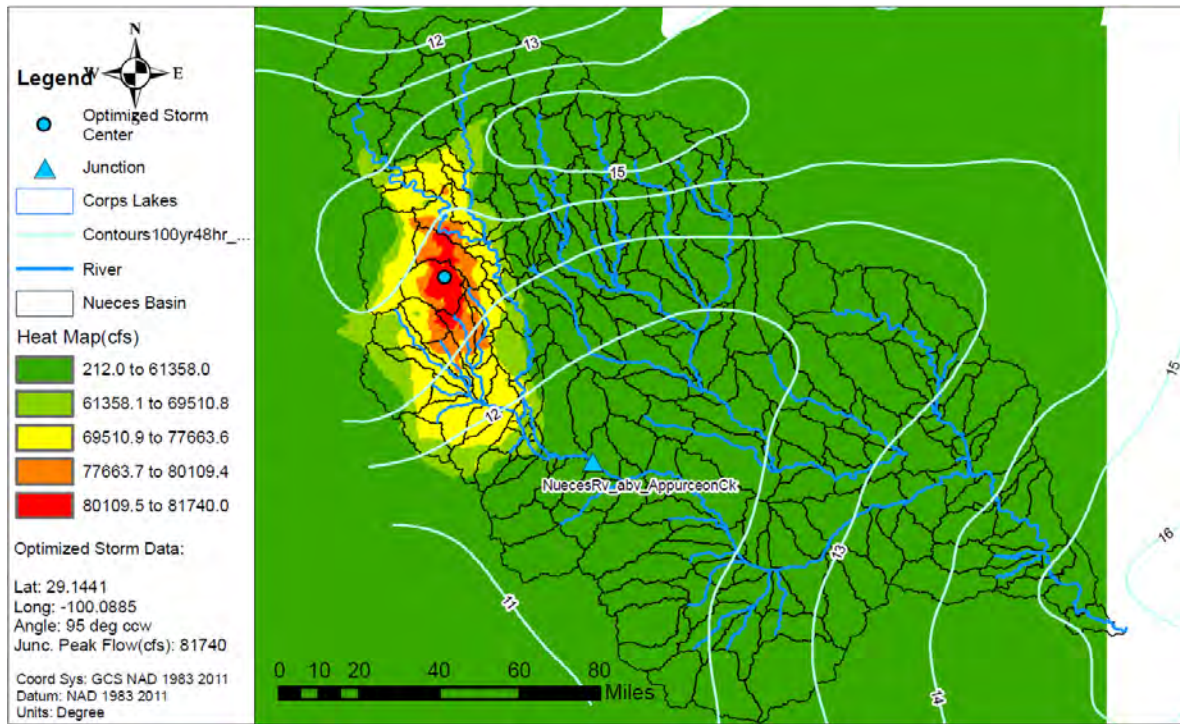 N
Legend
W
E
S
Optimized Storm
Center
Junction
Corps Lakes
Contours100yr48hr_...
River
Nueces Basin
Heat Map(cfs)
212.0 to 61358.0
61358.1 to 69510.8
69510.9 to 77663.6
77663.7 to 80109.4
80109.5 to 81740.0
Optimized Storm Data:
Lat: 29.1441
Long: -100.0885
Angle: 95 deg ccw
Junc. Peak Flow(cfs): 81740
Coord Sys: GCS NAD 1983 2011
Datum: NAD 1983 2011
Units: Degree
12
13
15
12
NuecesRv_abv_AppurceonCk
11
13
14
15
16
0 10 20 40 60 80
Miles